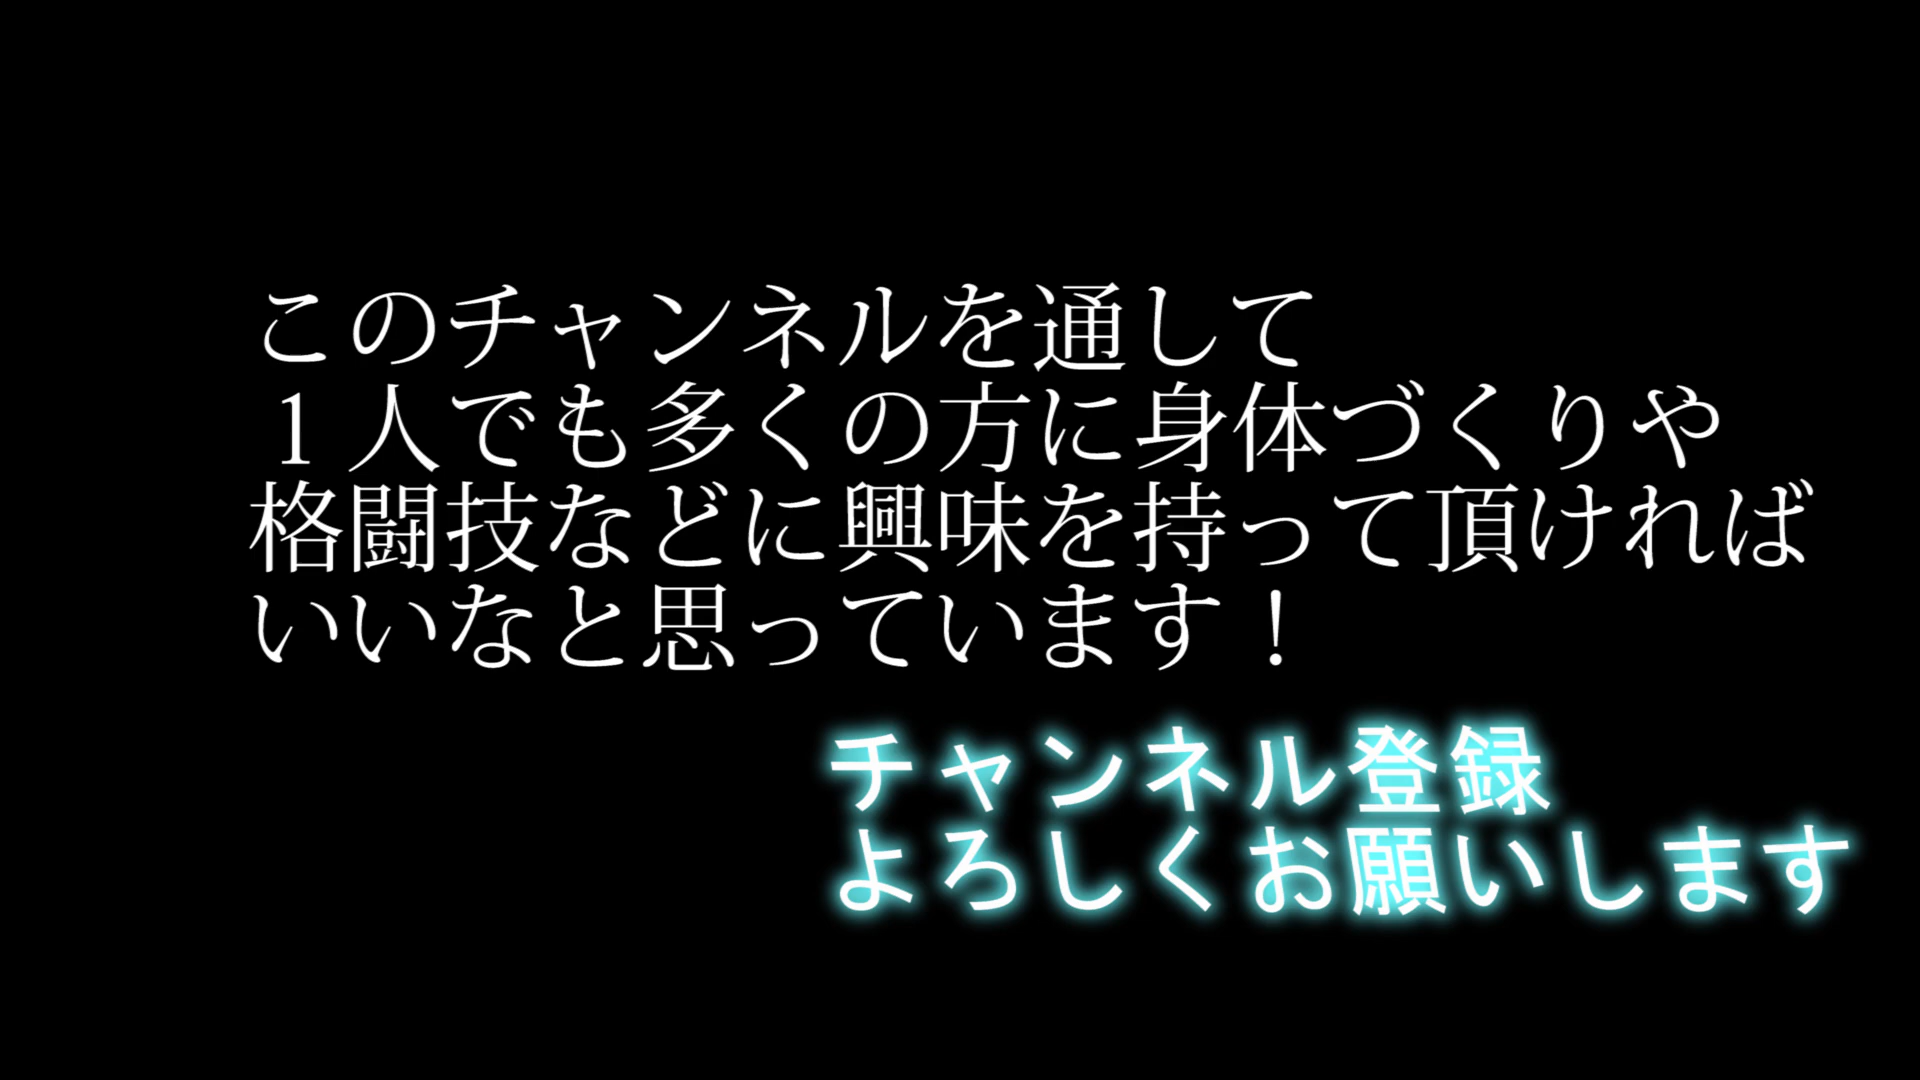 このチャンネルを通して
１人でも多くの方に身体づくりや
格闘技などに興味を持って頂ければ
いいなと思っています！
チャンネル登録
よろしくお願いします